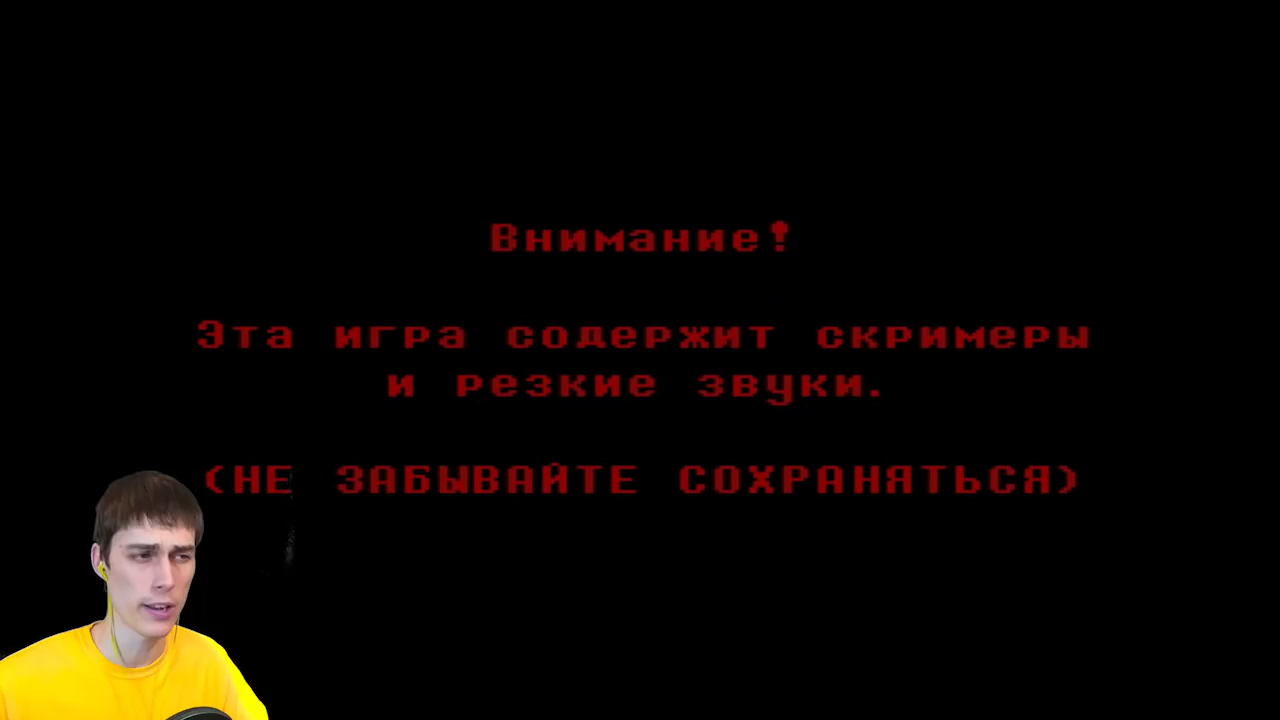 Внимание!
Эта игра содержит скримеры
и резкие звуки.
(НЕ ЗАБЫВАЙТЕ СОХРАНЯТЬСЯ)